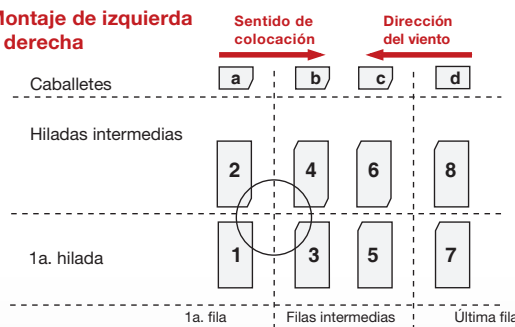 Montaje de izquierda
derecha
Sentido de
colocación
Dirección
del viento
Caballetes
a
b
c
d
Hiladas intermedias
2
4
6
8
1a. hilada
1
3
5
7
1a. fila
Filas intermedias
Última fila